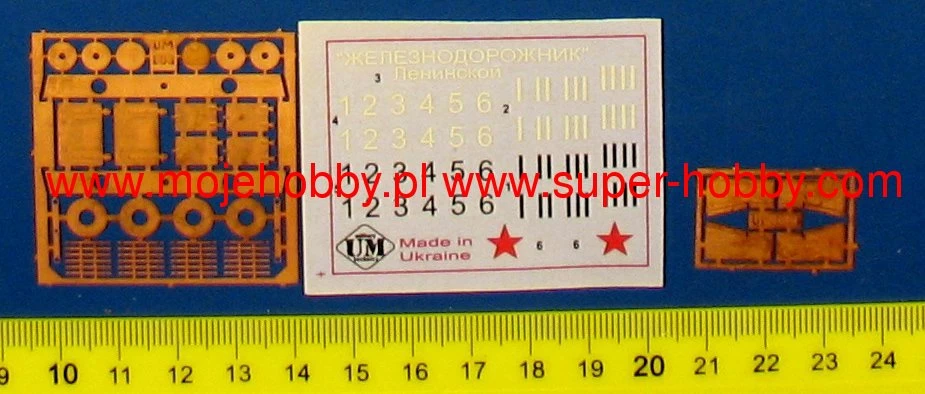 UM
"ЖЕЛЕЗНОДОРОЖНИК"
Ленинской
3
1 2 3 4 5 6
2
4
1 2 3 4 5 6
1 2 3 4 5 6
www.mojehobby.pl www.super-hobby.com
1
1 2 3 4 5 6
UM
Made in
Ukraine
6 6
9 10 11 12 13 14 15 16 17 18 19 20 21 22 23 24